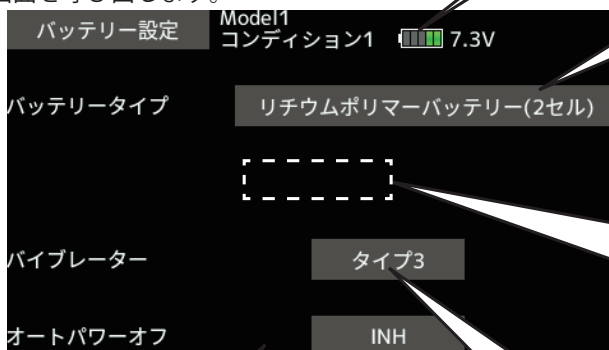 バッテリー設定
Model1
コンディション1 7.3V
バッテリータイプ
リチウムポリマーバッテリー(2セル)
バイブレーター
タイプ3
オートパワーオフ
INH